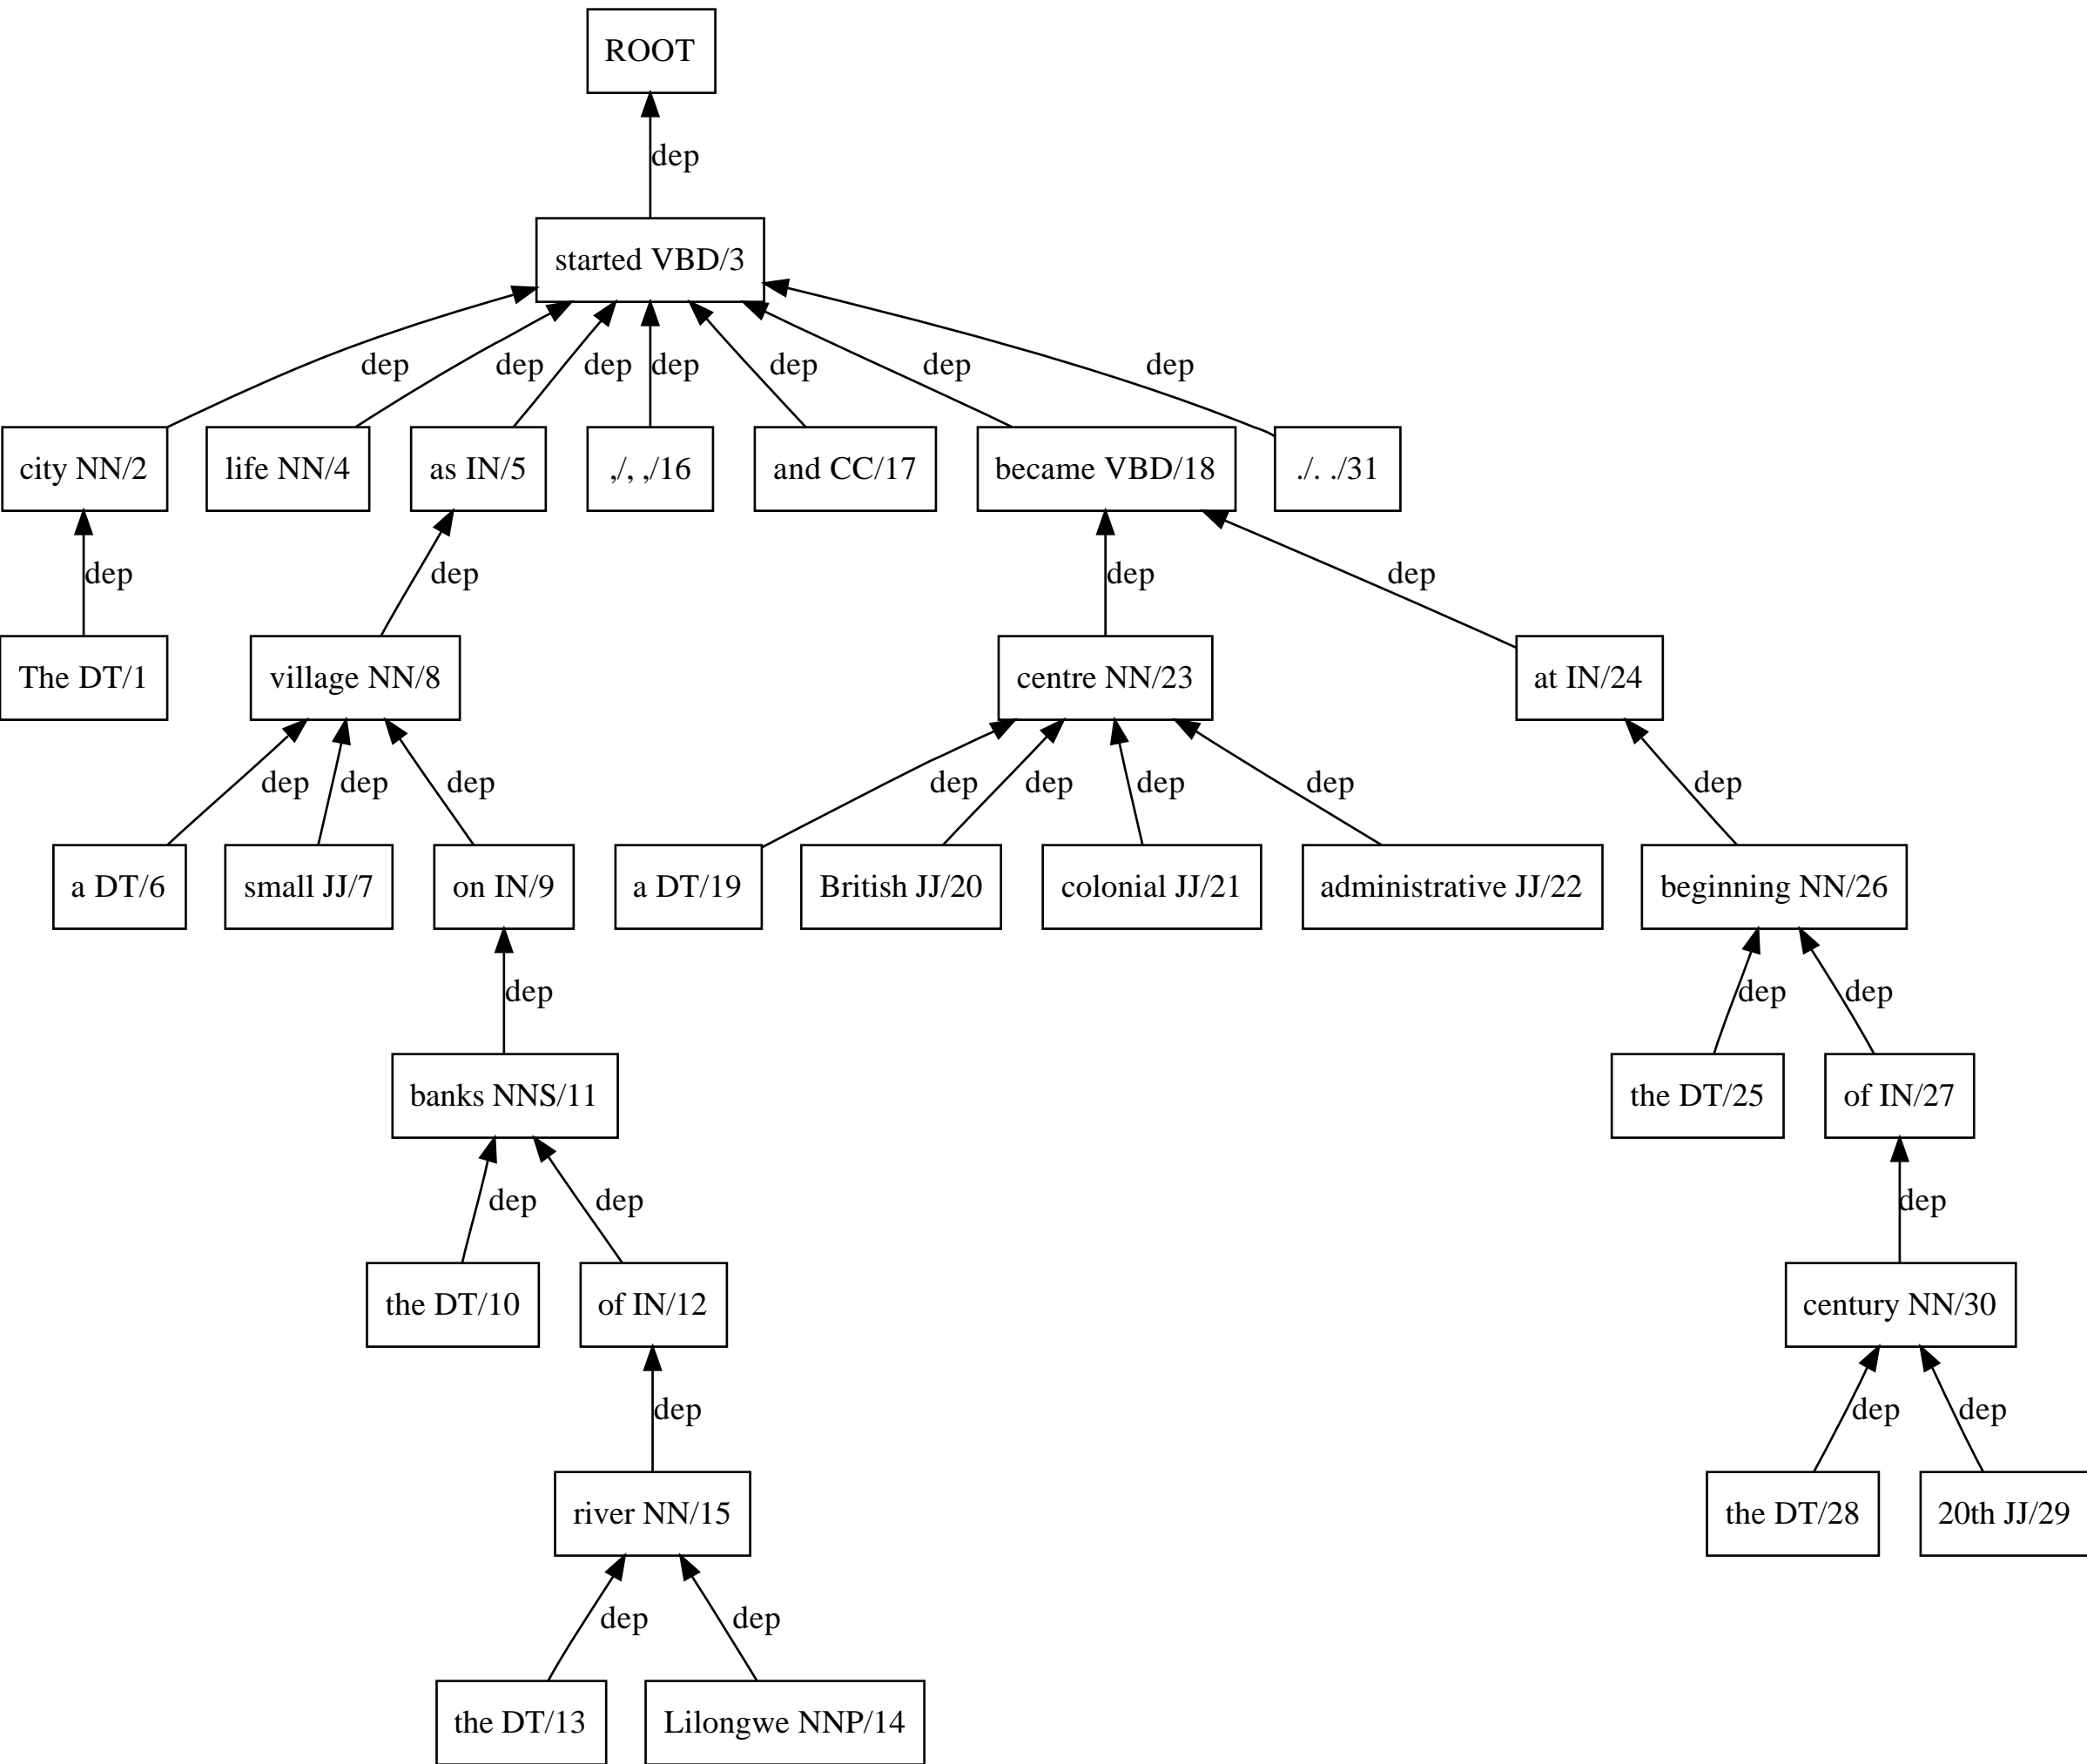 ROOT
dep
started VBD/3
dep dep dep dep dep dep dep
city NN/2 life NN/4 as IN/5 ,/, ,/16 and CC/17 became VBD/18 ./. ./31
dep dep dep dep
The DT/1 village NN/8 centre NN/23 at IN/24
dep dep dep dep dep dep dep dep
a DT/6 small JJ/7 on IN/9 a DT/19 British JJ/20 colonial JJ/21 administrative JJ/22 beginning NN/26
dep dep dep
banks NNS/11 the DT/25 of IN/27
dep dep dep
the DT/10 of IN/12 century NN/30
dep dep dep
river NN/15 the DT/28 20th JJ/29
dep dep
the DT/13 Lilongwe NNP/14